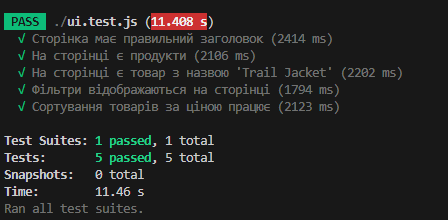 PASS ./ui.test.js (11.408 s)
√ Сторінка має правильний заголовок (2414 ms)
√ На сторінці є продукти (2106 ms)
√ На сторінці є товар з назвою 'Trail Jacket' (2202 ms)
√ Фільтри відображаються на сторінці (1794 ms)
√ Сортування товарів за ціною працює (2123 ms)
Test Suites: 1 passed, 1 total
Tests: 5 passed, 5 total
Snapshots: 0 total
Time: 11.46 s
Ran all test suites.